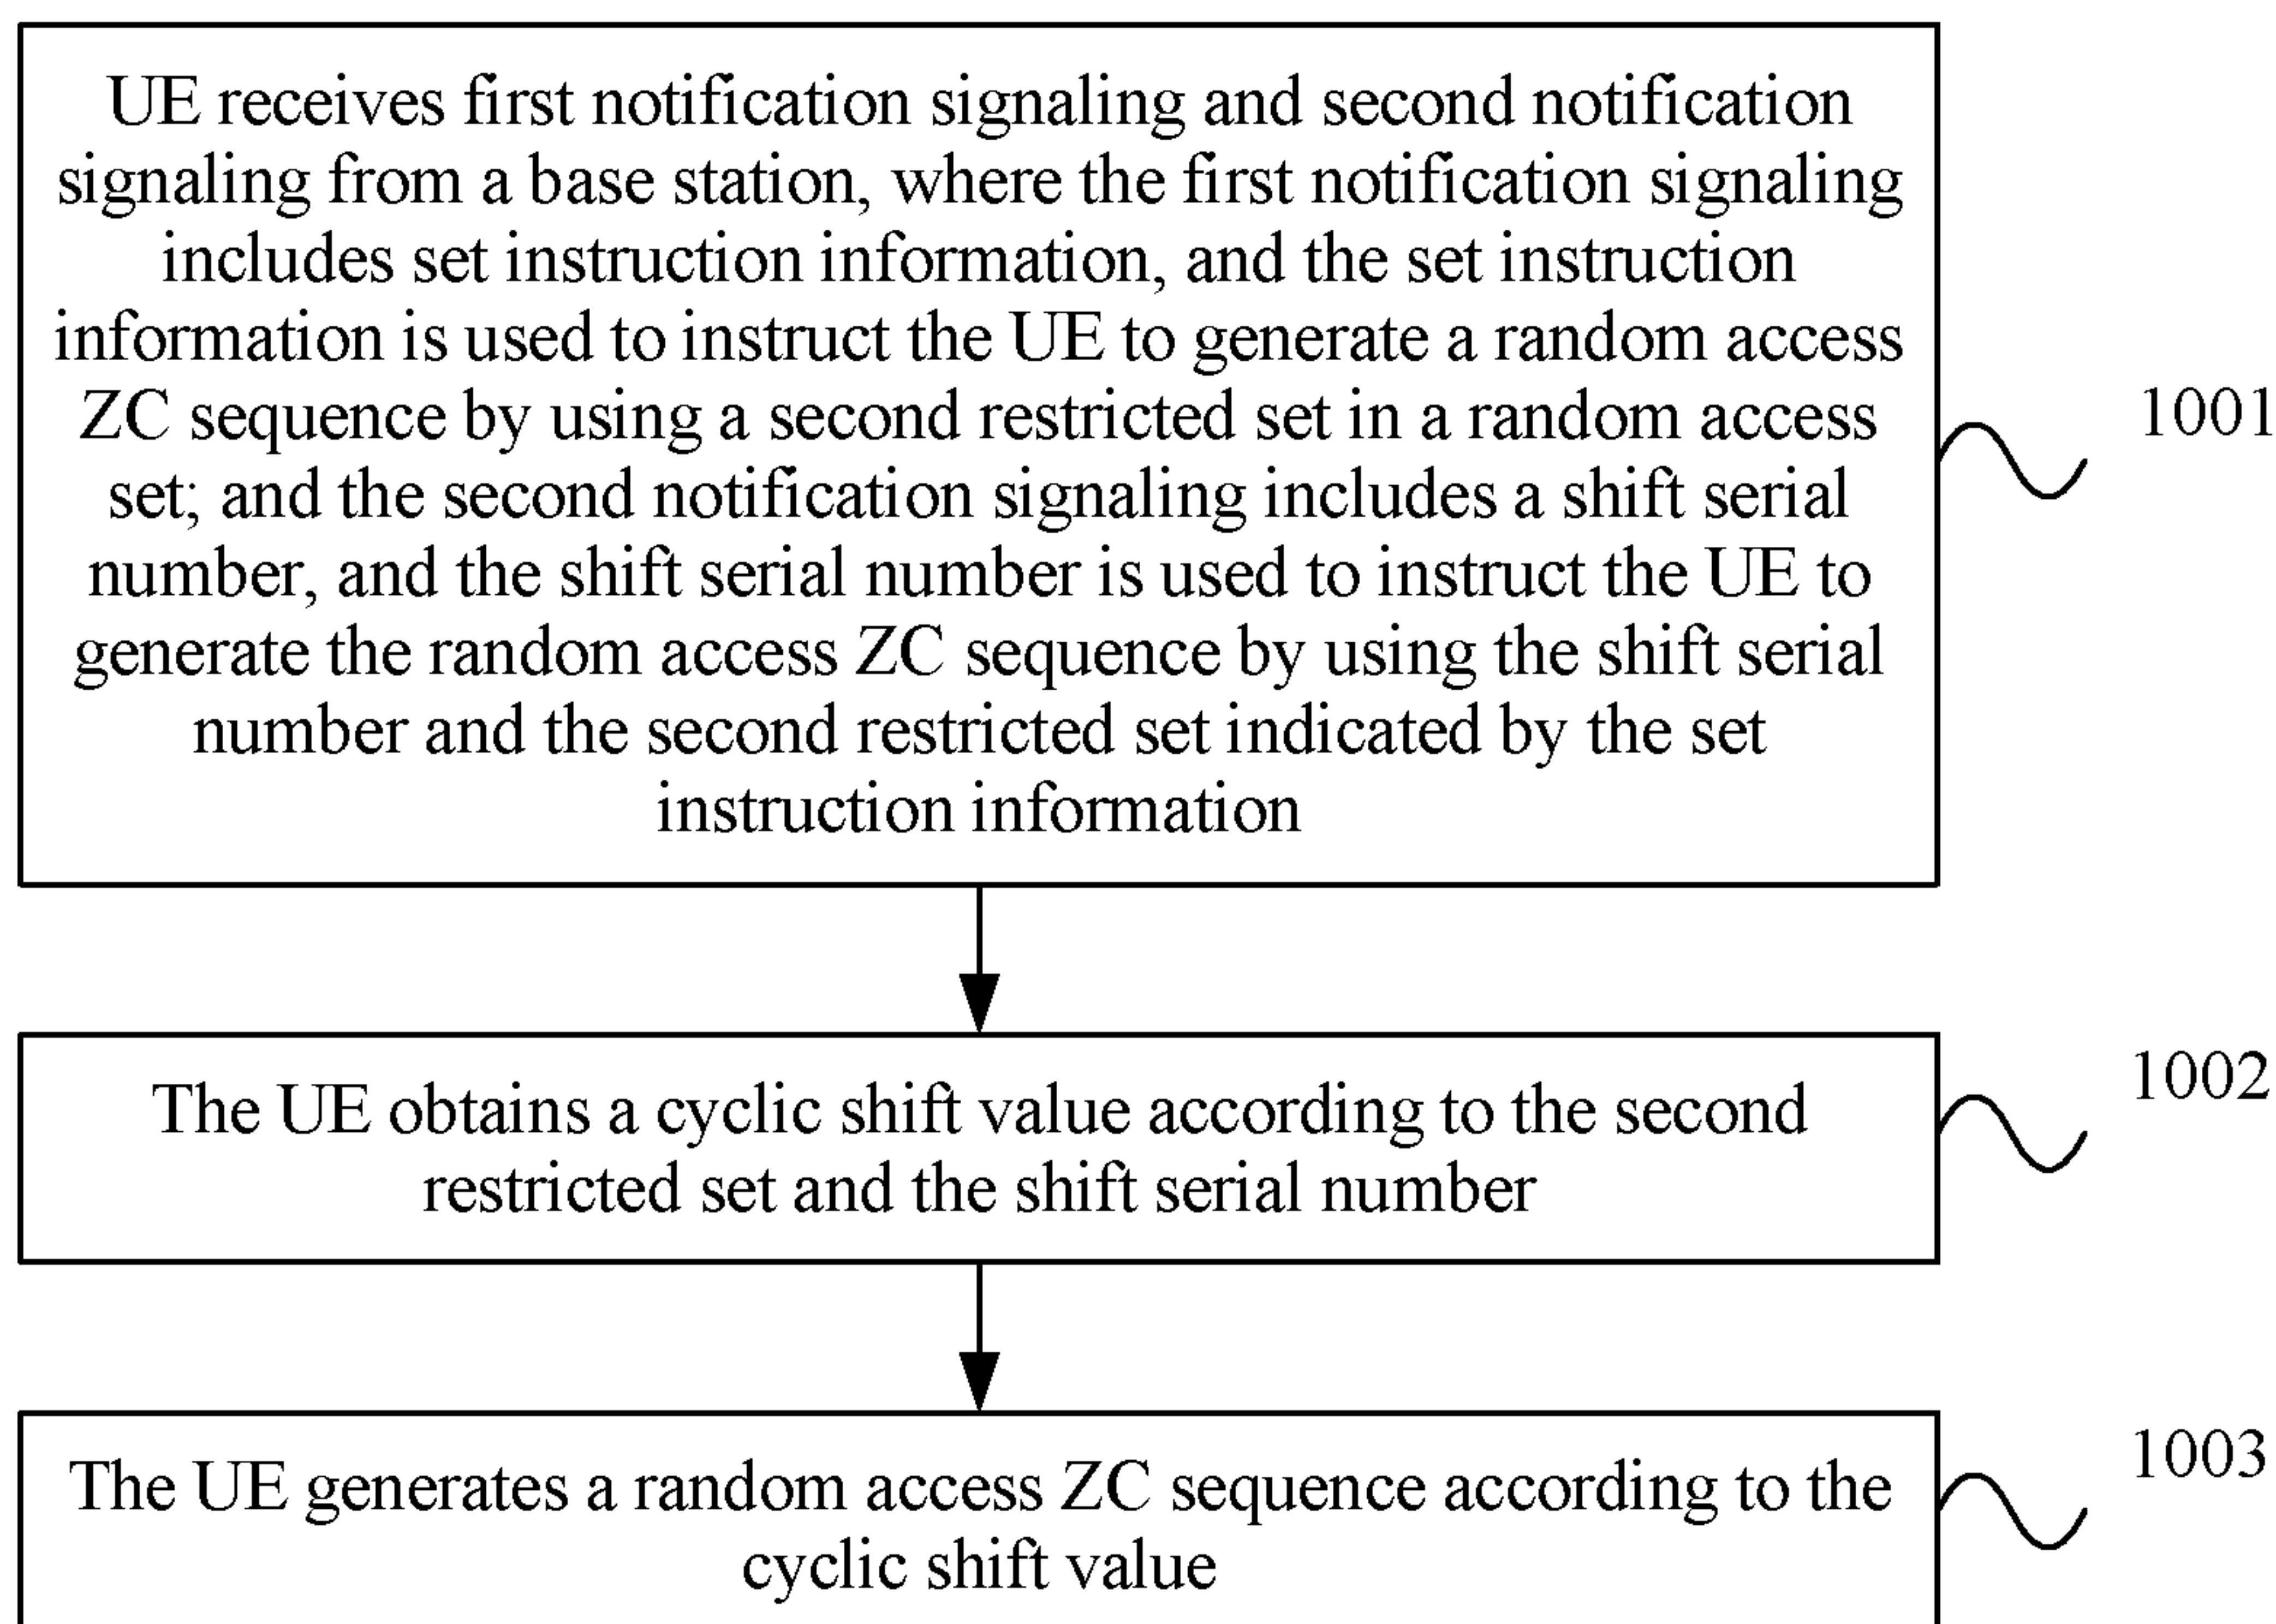 UE receives first notification signaling and second notification
signaling from a base station, where the first notification signaling
includes set instruction information, and the set instruction
information is used to instruct the UE to generate a random access
ZC sequence by using a second restricted set in a random access
set; and the second notification signaling includes a shift serial
number, and the shift serial number is used to instruct the UE to
generate the random access ZC sequence by using the shift serial
number and the second restricted set indicated by the set
instruction information
1001
The UE obtains a cyclic shift value according to the second
restricted set and the shift serial number
1002
The UE generates a random access ZC sequence according to the
cyclic shift value
1003